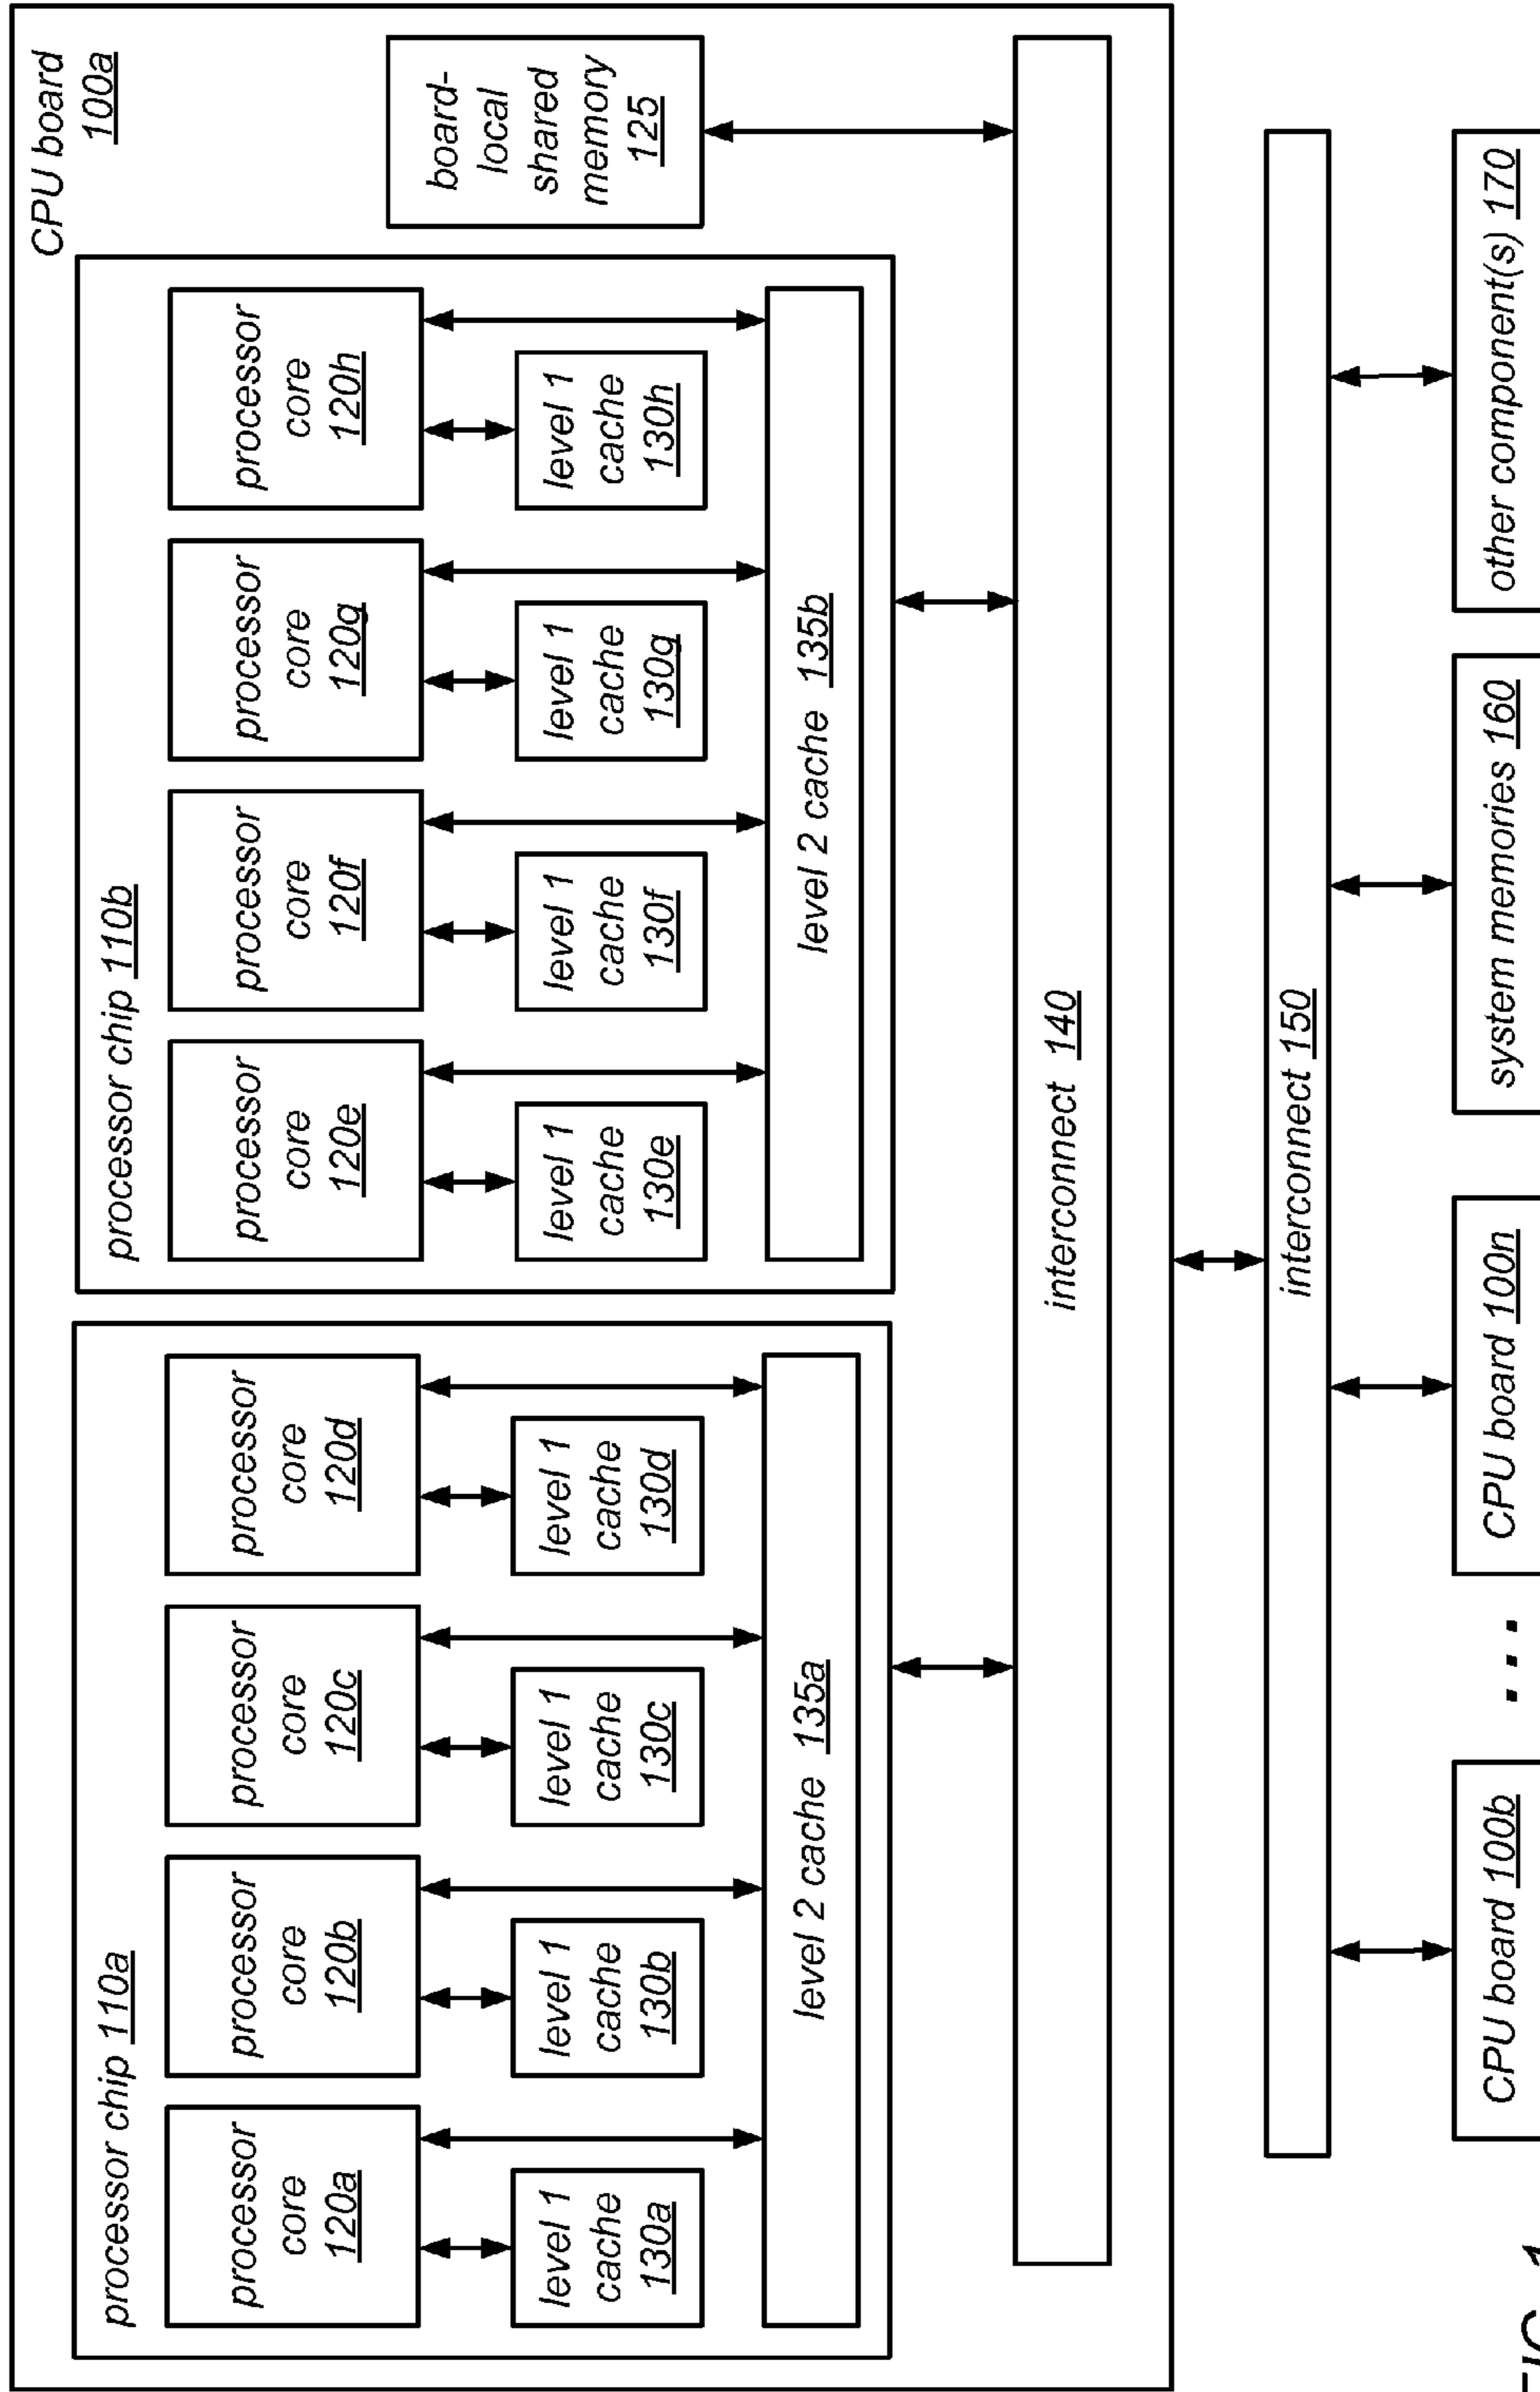 CPU board
100a
processor chip 110a
processor
core
120a
processor
core
120b
processor
core
120c
processor
core
120d
level 1
cache
130a
level 1
cache
130b
level 1
cache
130c
level 1
cache
130d
level 2 cache 135a
processor chip 110b
processor
core
120e
processor
core
120f
processor
core
120g
processor
core
120h
level 1
cache
130e
level 1
cache
130f
level 1
cache
130g
level 1
cache
130h
level 2 cache 135b
board-
local
shared
memory
125
interconnect 140
interconnect 150
CPU board 100b
...
CPU board 100n
system memories 160
other component(s) 170
FIG. 1